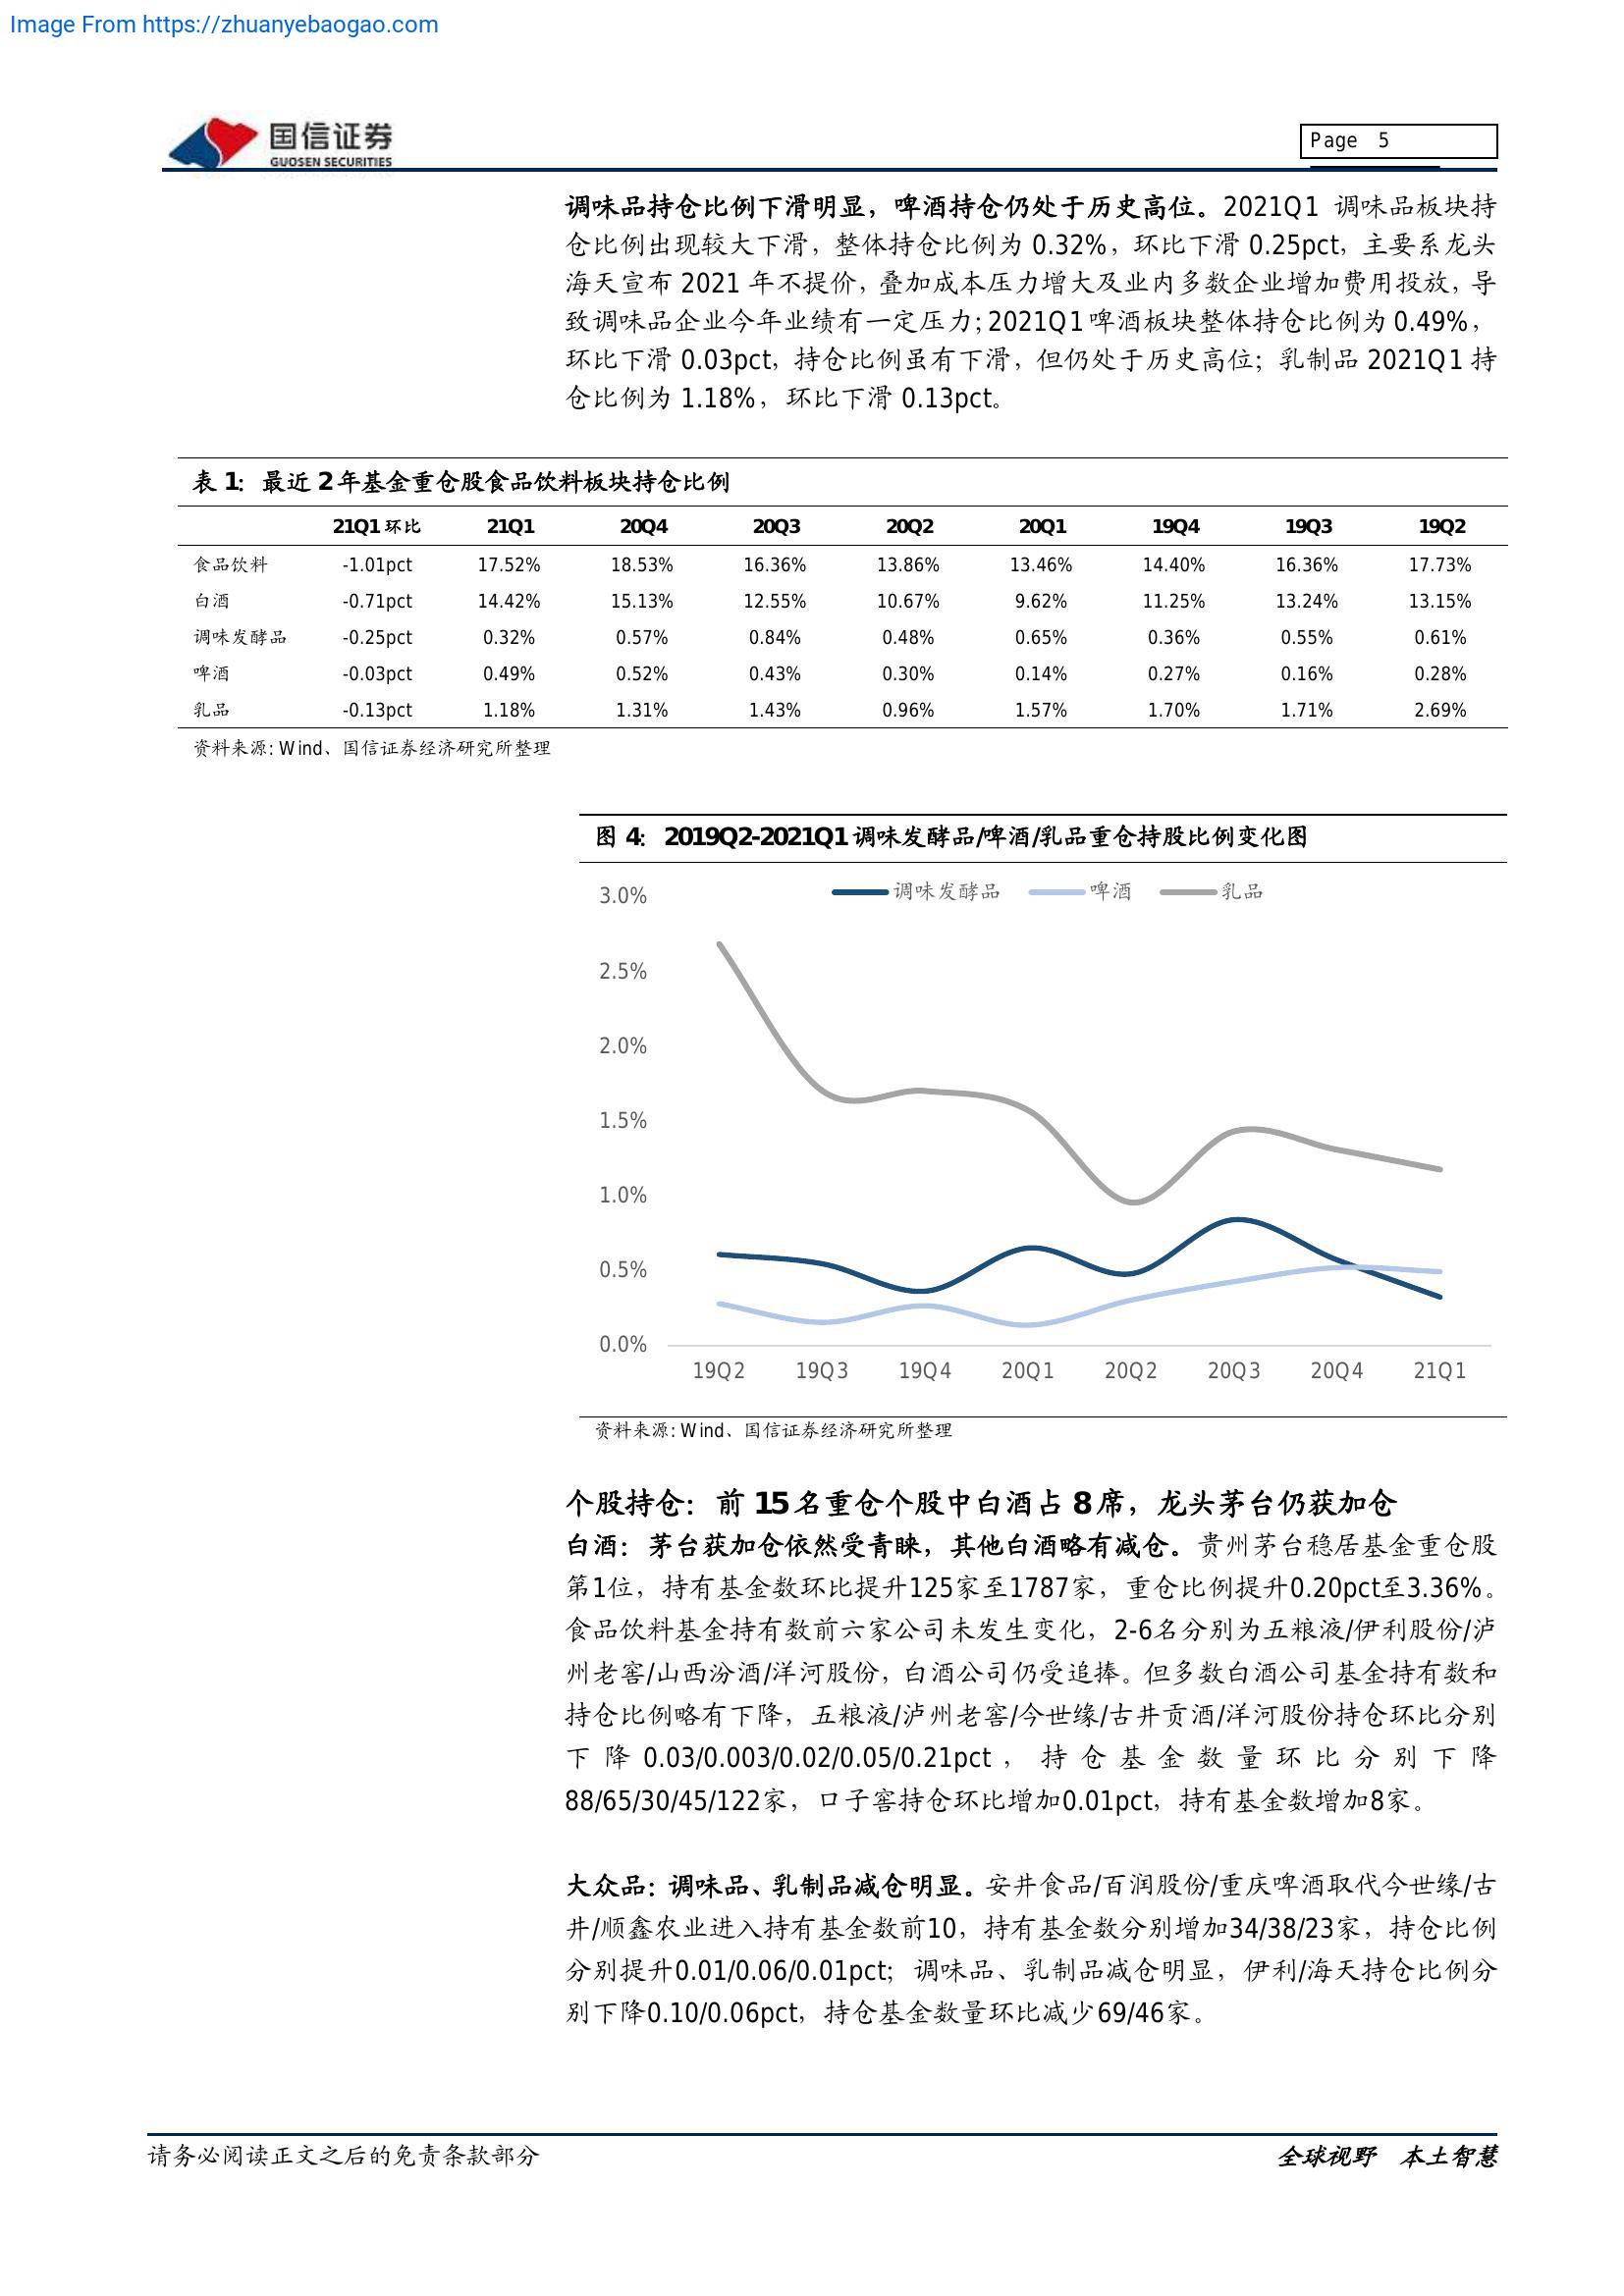 Image From https://zhuanyebaogao.com
国信证券
GUOSEN SECURITIES
Page 5
调味品持仓比例下滑明显，啤酒持仓仍处于历史高位。2021Q1 调味品板块持
仓比例出现较大下滑，整体持仓比例为 0.32%，环比下滑 0.25pct，主要系龙头
海天宣布 2021 年不提价，叠加成本压力增大及业内多数企业增加费用投放，导
致调味品企业今年业绩有一定压力；2021Q1 啤酒板块整体持仓比例为 0.49%，
环比下滑 0.03pct，持仓比例虽有下滑，但仍处于历史高位；乳制品 2021Q1 持
仓比例为 1.18%，环比下滑 0.13pct。
表 1：最近 2 年基金重仓股食品饮料板块持仓比例
21Q1 环比 21Q1 20Q4 20Q3 20Q2 20Q1 19Q4 19Q3 19Q2
食品饮料 -1.01pct 17.52% 18.53% 16.36% 13.86% 13.46% 14.40% 16.36% 17.73%
白酒 -0.71pct 14.42% 15.13% 12.55% 10.67% 9.62% 11.25% 13.24% 13.15%
调味发酵品 -0.25pct 0.32% 0.57% 0.84% 0.48% 0.65% 0.36% 0.55% 0.61%
啤酒 -0.03pct 0.49% 0.52% 0.43% 0.30% 0.14% 0.27% 0.16% 0.28%
乳品 -0.13pct 1.18% 1.31% 1.43% 0.96% 1.57% 1.70% 1.71% 2.69%
资料来源：Wind、国信证券经济研究所整理
图 4：2019Q2-2021Q1 调味发酵品/啤酒/乳品重仓持股比例变化图
调味发酵品 啤酒 乳品
3.0%
2.5%
2.0%
1.5%
1.0%
0.5%
0.0%
19Q2 19Q3 19Q4 20Q1 20Q2 20Q3 20Q4 21Q1
资料来源：Wind、国信证券经济研究所整理
个股持仓：前 15 名重仓个股中白酒占 8 席，龙头茅台仍获加仓
白酒：茅台获加仓依然受青睐，其他白酒略有减仓。贵州茅台稳居基金重仓股
第1位，持有基金数环比提升125家至1787家，重仓比例提升0.20pct至3.36%。
食品饮料基金持有数前六家公司未发生变化，2-6名分别为五粮液/伊利股份/泸
州老窖/山西汾酒/洋河股份，白酒公司仍受追捧。但多数白酒公司基金持有数和
持仓比例略有下降，五粮液/泸州老窖/今世缘/古井贡酒/洋河股份持仓环比分别
下降 0.03/0.003/0.02/0.05/0.21pct，持仓基金数量环比分别下降
88/65/30/45/122家，口子窖持仓环比增加0.01pct，持有基金数增加8家。
大众品：调味品、乳制品减仓明显。安井食品/百润股份/重庆啤酒取代今世缘/古
井/顺鑫农业进入持有基金数前10，持有基金数分别增加34/38/23家，持仓比例
分别提升0.01/0.06/0.01pct；调味品、乳制品减仓明显，伊利/海天持仓比例分
别下降0.10/0.06pct，持仓基金数量环比减少69/46家。
请务必阅读正文之后的免责条款部分
全球视野 本土智慧